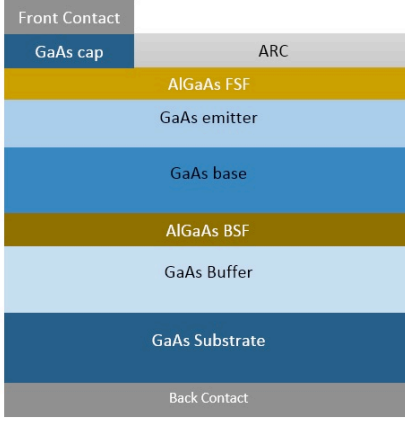 Front Contact
GaAs cap
ARC
AlGaAs FSF
GaAs emitter
GaAs base
AlGaAs BSF
GaAs Buffer
GaAs Substrate
Back Contact